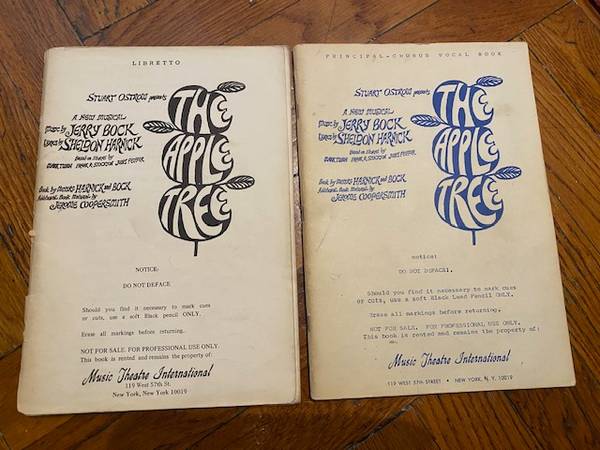 LIBRETTO
STUART OSTROW presents
A NEW MUSICAL
Music by JERRY BOCK
Lyrics by SHELDON HARNICK
Based on Stories by
MARK TWAIN FRANK R. STOCKTON JULES FEIFFER
Book by MESSRS HARNICK and BOCK
Additional Book Material by
JEROME COOPERSMITH
THE
APPLE
TREE
NOTICE:
DO NOT DEFACE
Should you find it necessary to mark cues
or cuts, use a soft Black pencil ONLY.
Erase all markings before returning.
NOT FOR SALE. FOR PROFESSIONAL USE ONLY.
This book is rented and remains the property of:
Music Theatre International
119 West 57th St.
New York, New York 10019
PRINCIPAL-CHORUS VOCAL BOOK
STUART OSTROW presents
A NEW MUSICAL
Music by JERRY BOCK
Lyrics by SHELDON HARNICK
Based on Stories by
MARK TWAIN FRANK R. STOCKTON JULES FEIFFER
Book by MESSRS HARNICK and BOCK
Additional Book Material by
JEROME COOPERSMITH
THE
APPLE
TREE
notice:
DO NOT DEFACE!
Should you find it necessary to mark cues
or cuts, use a soft Black Lead Pencil ONLY.
Erase all markings before returning.
NOT FOR SALE. FOR PROFESSIONAL USE ONLY.
This book is rented and remains the property of:
Music Theatre International
119 WEST 57th STREET • NEW YORK, N. Y. 10019